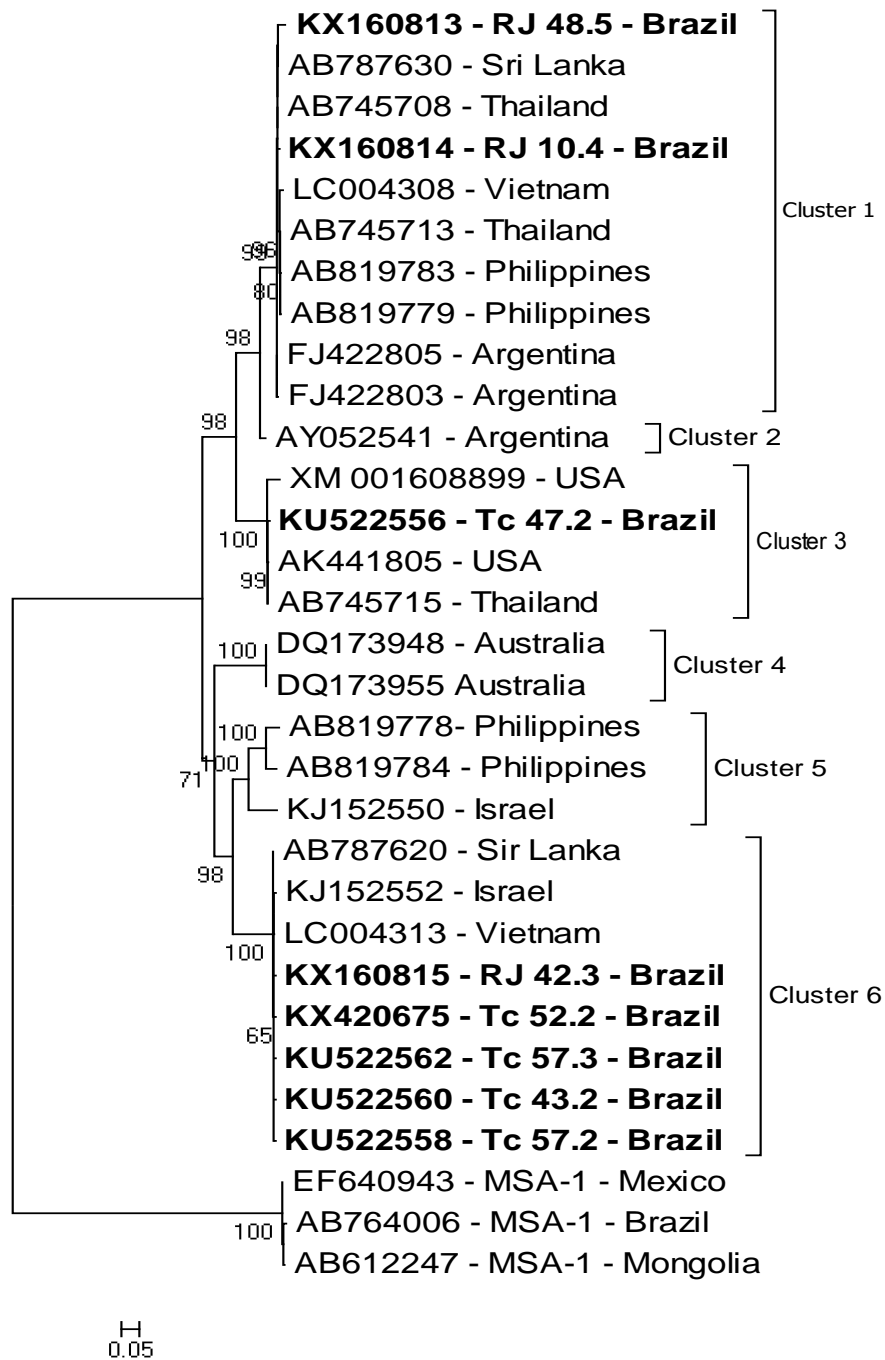 KX160813 - RJ 48.5 - Brazil
AB787630 - Sri Lanka
AB745708 - Thailand
KX160814 - RJ 10.4 - Brazil
LC004308 - Vietnam
Cluster 1
AB745713 - Thailand
99
96
AB819783 - Philippines
80
AB819779 - Philippines
98
FJ422805 - Argentina
FJ422803 - Argentina
98
AY052541 - Argentina
Cluster 2
XM 001608899 - USA
KU522556 - Tc 47.2 - Brazil
100
Cluster 3
AK441805 - USA
99
AB745715 - Thailand
100
DQ173948 - Australia
Cluster 4
DQ173955 Australia
100
AB819778- Philippines
71
100
AB819784 - Philippines
Cluster 5
KJ152550 - Israel
98
AB787620 - Sir Lanka
KJ152552 - Israel
LC004313 - Vietnam
100
KX160815 - RJ 42.3 - Brazil
Cluster 6
KX420675 - Tc 52.2 - Brazil
65
KU522562 - Tc 57.3 - Brazil
KU522560 - Tc 43.2 - Brazil
KU522558 - Tc 57.2 - Brazil
EF640943 - MSA-1 - Mexico
100
AB764006 - MSA-1 - Brazil
AB612247 - MSA-1 - Mongolia
0.05